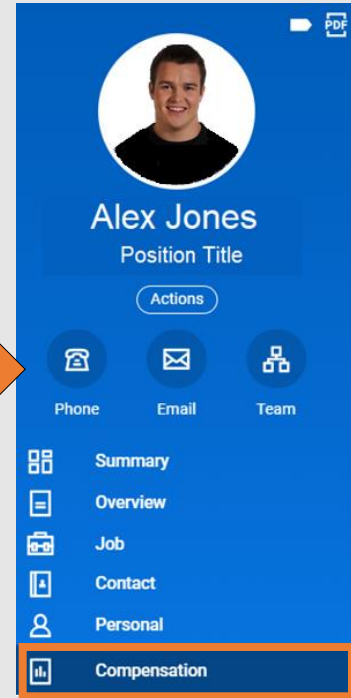 PDF
Alex Jones
Position Title
Actions
Phone Email Team
Summary
Overview
Job
Contact
Personal
Compensation